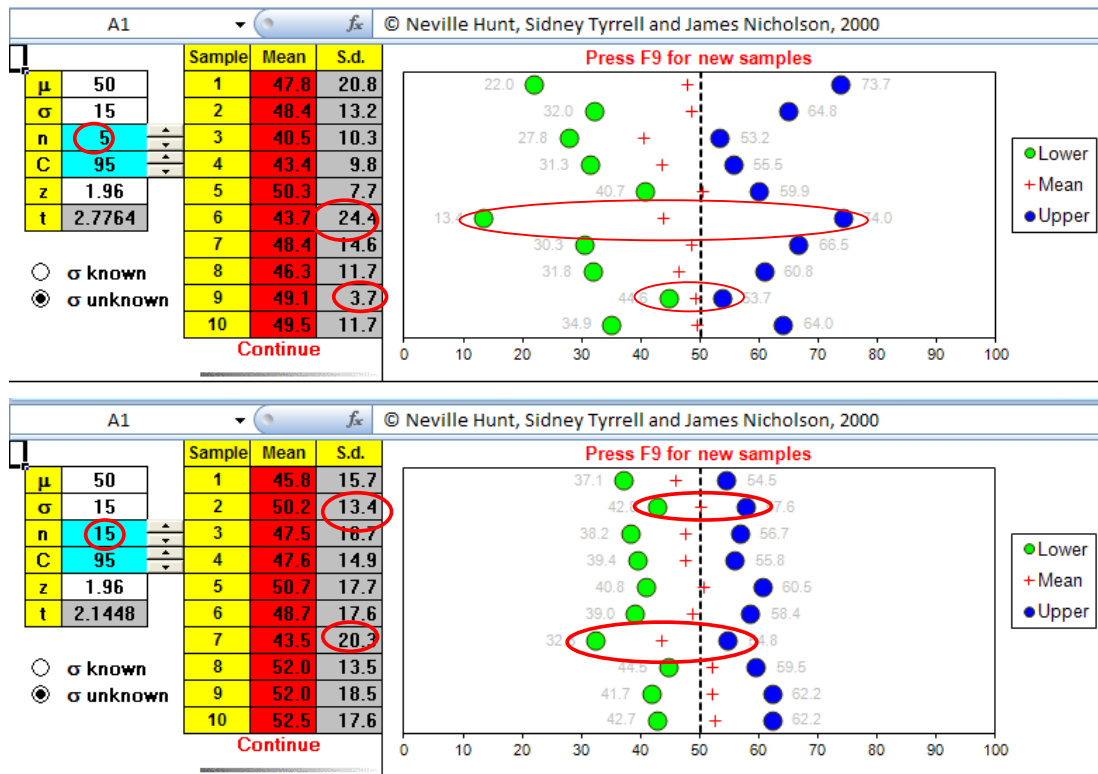 A1 fx © Neville Hunt, Sidney Tyrrell and James Nicholson, 2000
Sample Mean S.d. Press F9 for new samples
μ 50 1 47.8 20.8 22.0 73.7
σ 15 2 48.4 13.2 32.0 64.8
n 5 3 40.5 10.3 27.8 53.2
C 95 4 43.4 9.8 31.3 55.5
z 1.96 5 50.3 7.7 40.7 59.9
t 2.7764 6 43.7 24.4 13.4 74.0
7 48.4 14.6 30.3 66.5
σ known 8 46.3 11.7 31.8 60.8
σ unknown 9 49.1 3.7 44.6 53.7
10 49.5 11.7 34.9 64.0
Lower
Mean
Upper
Continue
0 10 20 30 40 50 60 70 80 90 100
A1 fx © Neville Hunt, Sidney Tyrrell and James Nicholson, 2000
Sample Mean S.d. Press F9 for new samples
μ 50 1 45.8 15.7 37.1 54.5
σ 15 2 50.2 13.4
n 15 3 47.5 38.2 56.7
C 95 4 47.6 14.9 39.4 55.8
z 1.96 5 50.7 17.7 40.8 60.5
t 2.1448 6 48.7 17.6 39.0 58.4
7 43.5 20.3
σ known 8 52.0 13.5 44.5 59.5
σ unknown 9 52.0 18.5 41.7 62.2
10 52.5 17.6 42.7 62.2
Lower
Mean
Upper
Continue
0 10 20 30 40 50 60 70 80 90 100